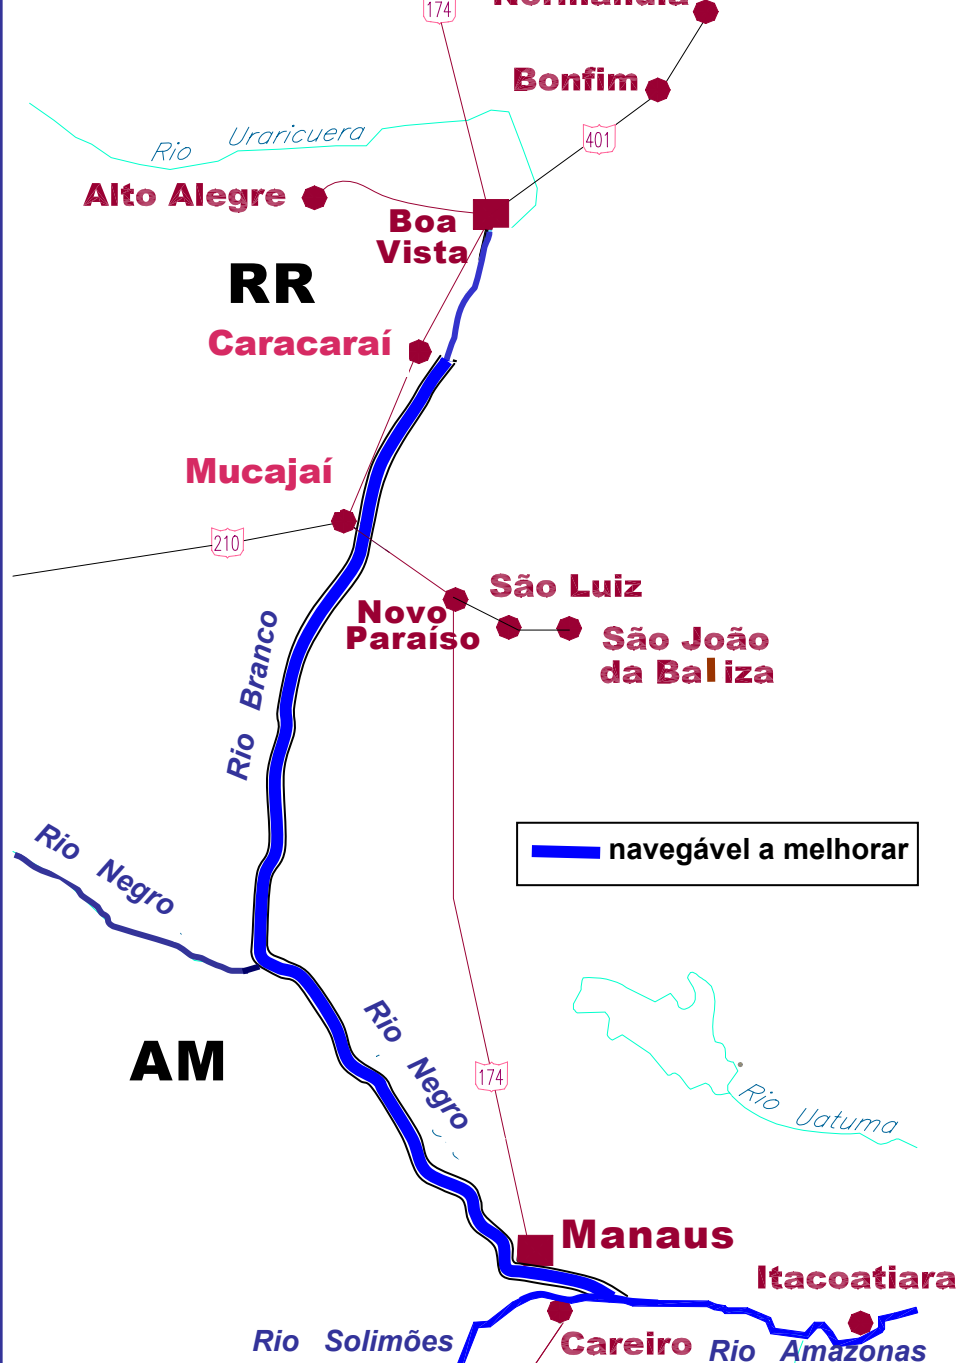 174
Normandia
Bonfim
401
Rio Uraricuera
Alto Alegre
Boa
Vista
RR
Caracaraí
Mucajaí
210
São Luiz
Novo
Paraíso
São João
da Baliza
Rio Branco
navegável a melhorar
Rio Negro
Rio Negro
AM
174
Rio Uatuma
Manaus
Itacoatiara
Rio Solimões
Careiro
Rio Amazonas